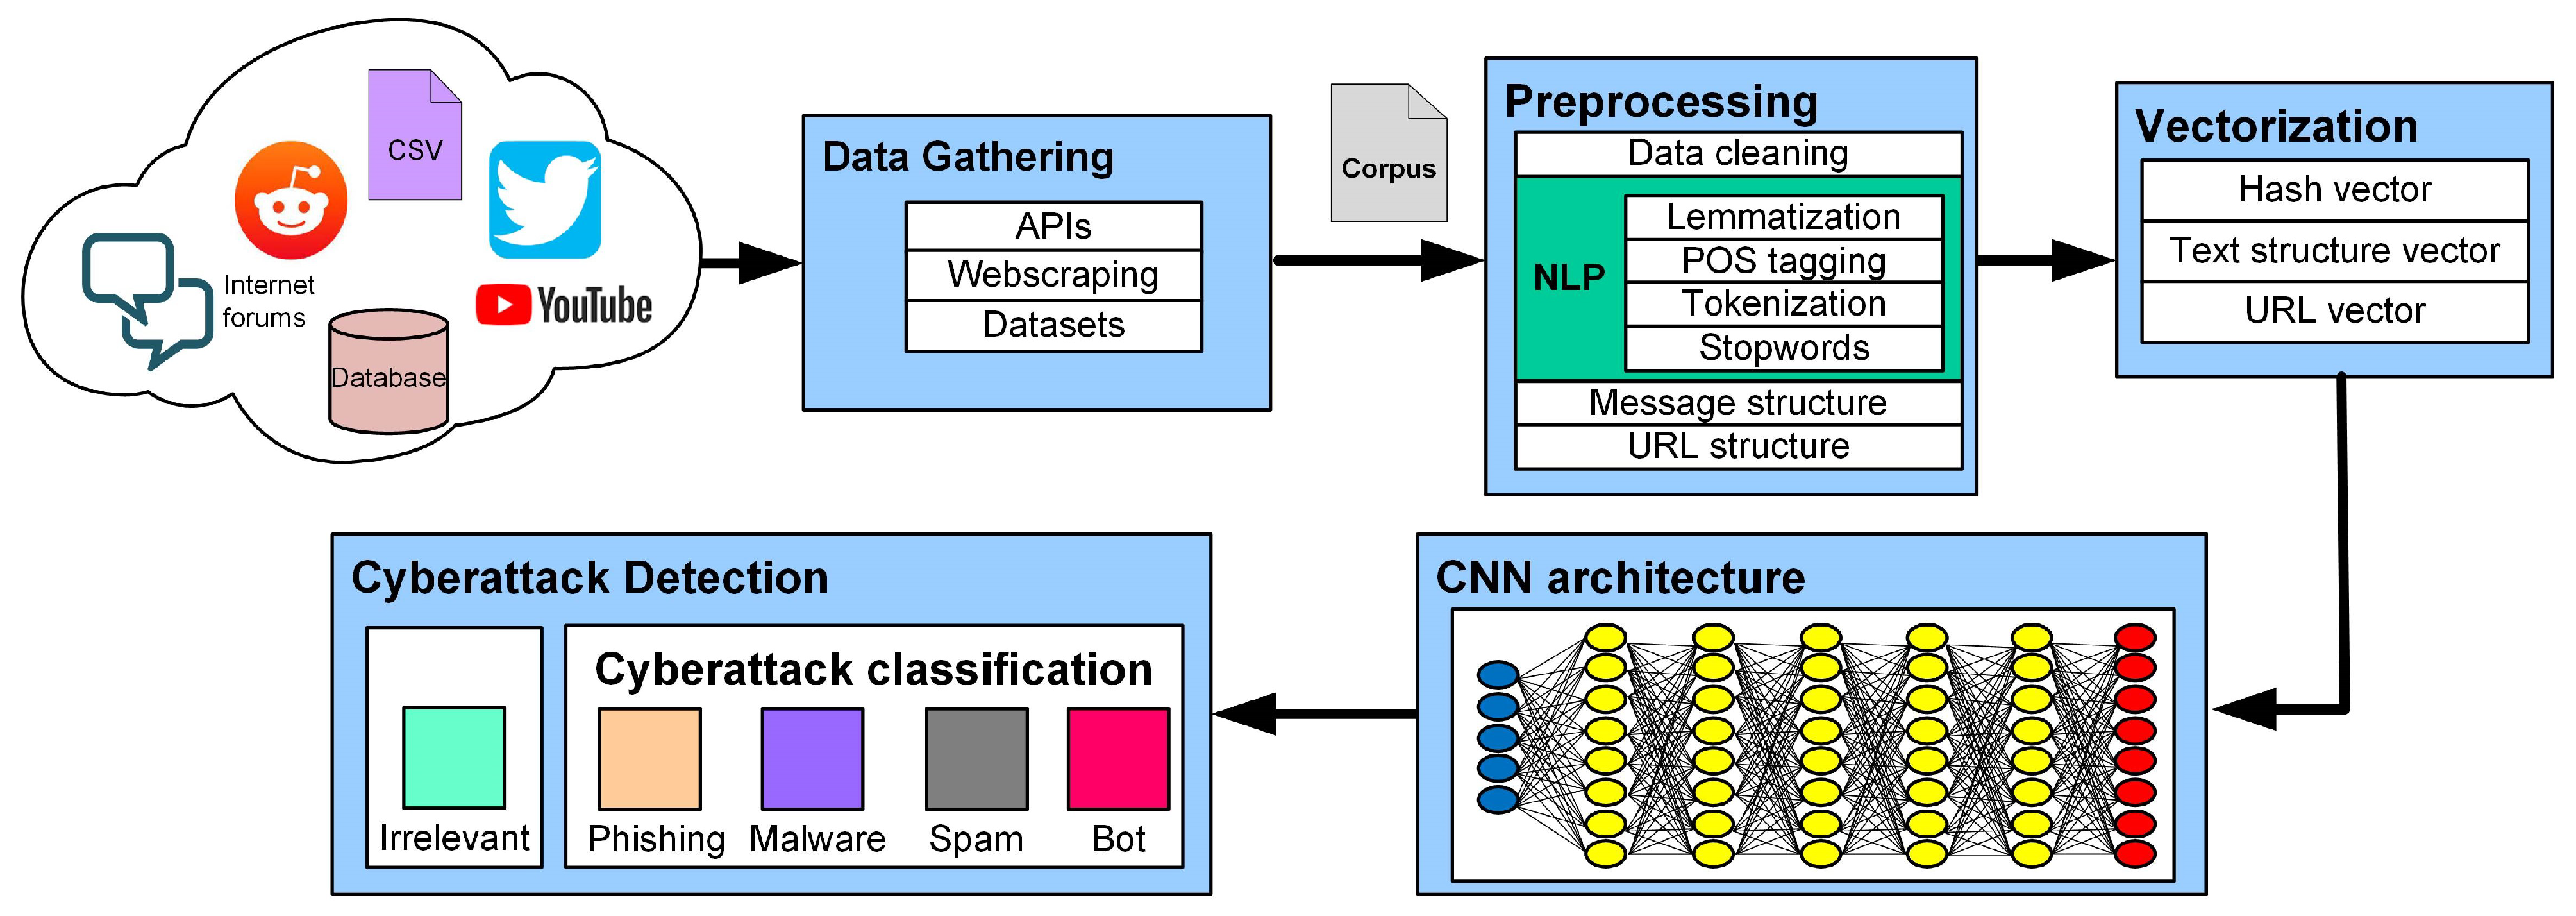 CSV
Internet
forums
YouTube
Database
Data Gathering
APIs
Webscraping
Datasets
Corpus
Preprocessing
Data cleaning
NLP
Lemmatization
POS tagging
Tokenization
Stopwords
Message structure
URL structure
Vectorization
Hash vector
Text structure vector
URL vector
Cyberattack Detection
Irrelevant
Cyberattack classification
Phishing
Malware
Spam
Bot
CNN architecture